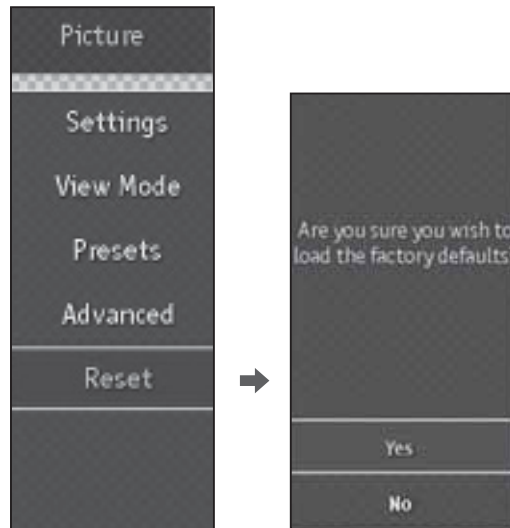 Picture
Settings
View Mode
Presets
Advanced
Reset
Are you sure you wish to
load the factory defaults
Yes
No